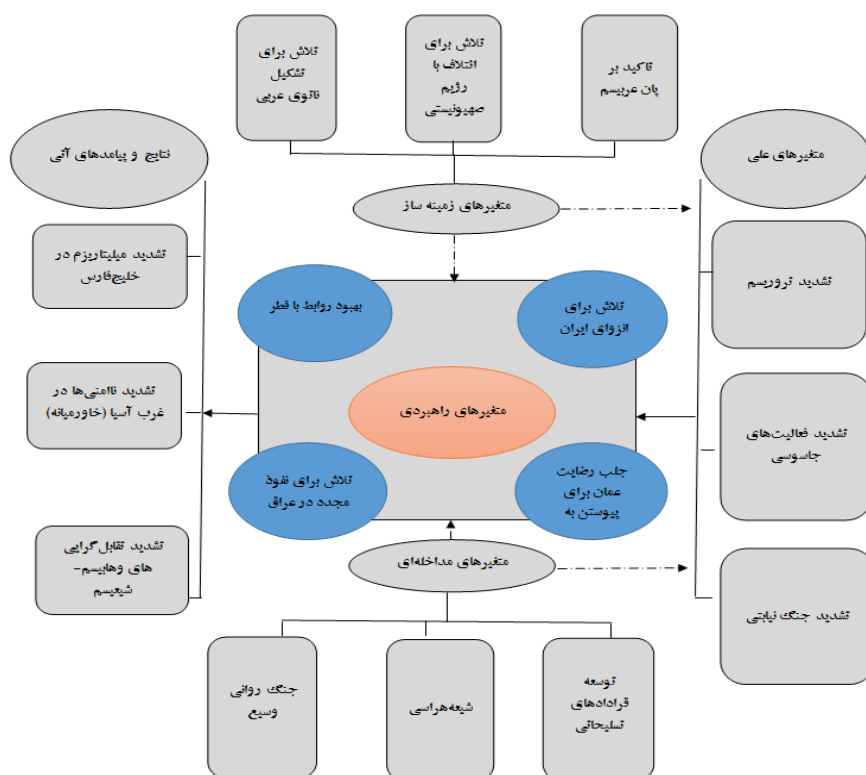 تاکید بر
پان عربیسم
تلاش برای
ائتلاف با
رژیم
صهیونیستی
تلاش برای
تشکیل
ناتوی عربی
متغیرهای علی
متغیرهای زمینه ساز
نتایج و پیامدهای آتی
تشدید تروریسم
تشدید فعالیت‌های
جاسوسی
تشدید جنگ نیابتی
تلاش برای
انزوای ایران
بهبود روابط با قطر
متغیرهای راهبردی
جلب رضایت
عمان برای
پیوستن به
تلاش برای نفوذ
مجدد در عراق
تشدید میلیتاریزم در
خلیج‌فارس
تشدید ناامنی‌ها در
غرب آسیا (خاورمیانه)
تشدید تقابل‌گرایی
های وهابیسم-
شیعیسم
متغیرهای مداخله‌ای
توسعه
قراداد‌های
تسلیحاتی
شیعه‌هراسی
جنگ روانی
وسیع